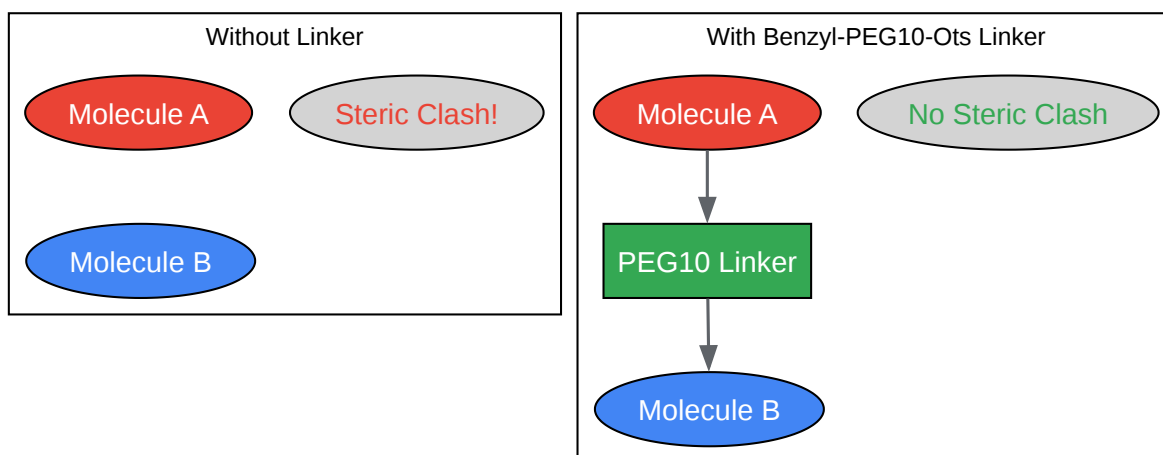 Without Linker
Molecule A
Steric Clash!
Molecule B
With Benzyl-PEG10-Ots Linker
Molecule A
No Steric Clash
PEG10 Linker
Molecule B